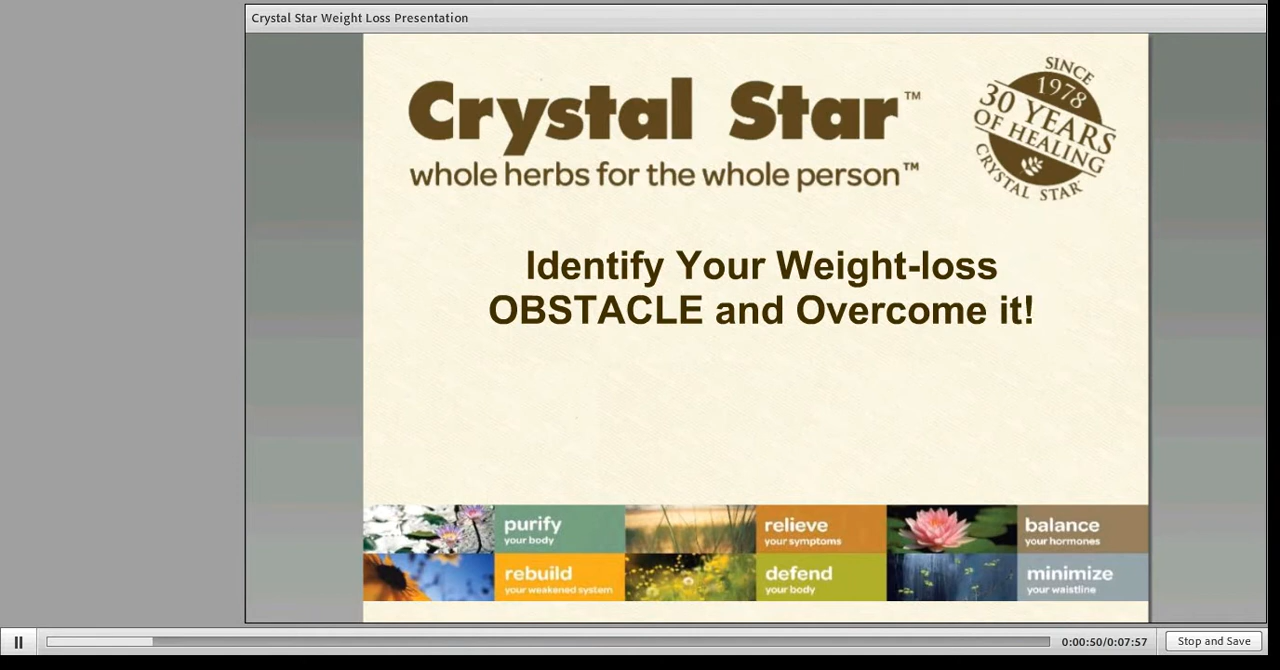 Crystal Star Weight Loss Presentation
Crystal Star™
whole herbs for the whole person™
SINCE
1978
30 YEARS
OF HEALING
CRYSTAL STAR
Identify Your Weight-loss
OBSTACLE and Overcome it!
purify
your body
relieve
your symptoms
balance
your hormones
rebuild
your weakened system
defend
your body
minimize
your waistline
0:00:50/0:07:57
Stop and Save